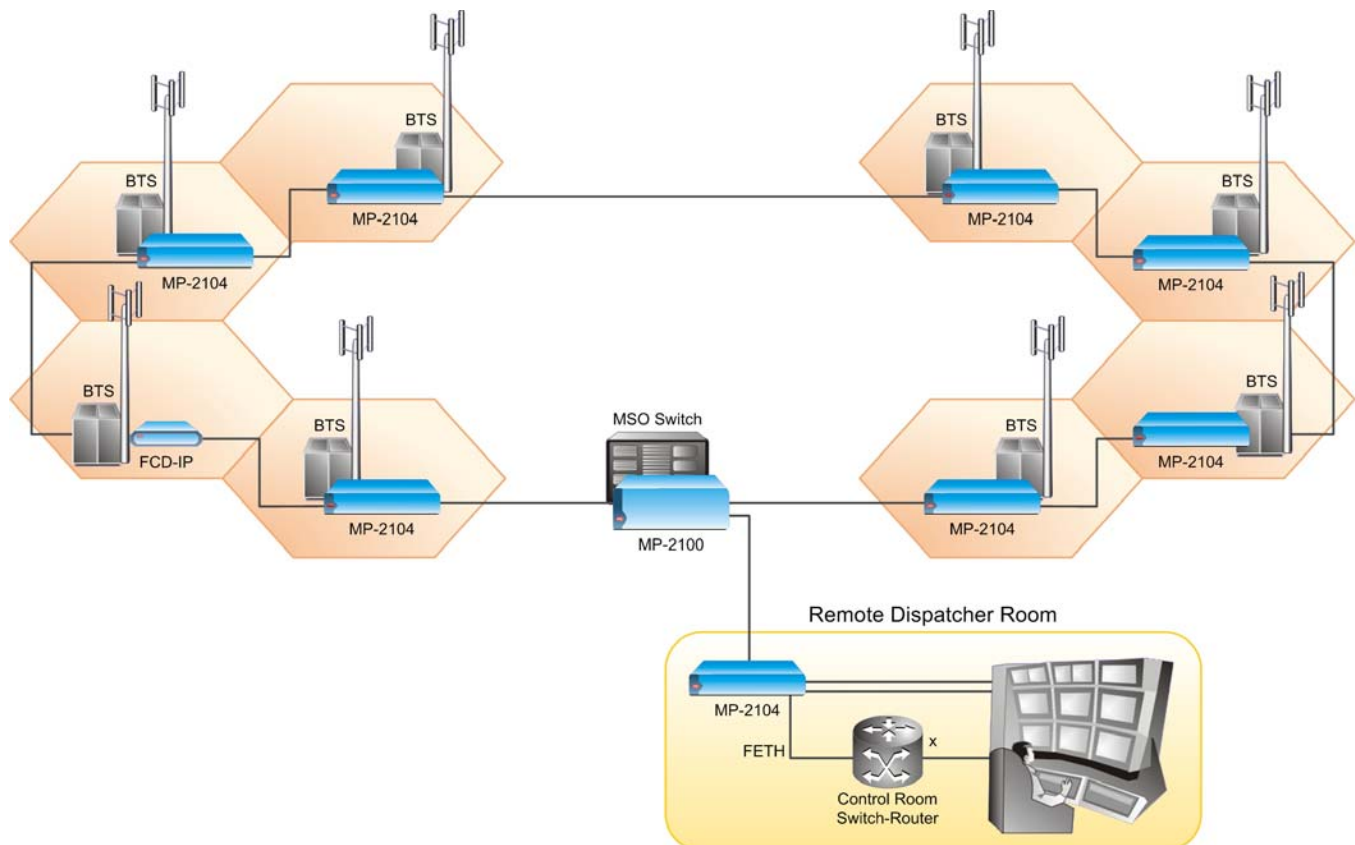 BTS
BTS
BTS
BTS
MP-2104
MP-2104
MP-2104
MP-2104
BTS
BTS
BTS
BTS
MSO Switch
FCD-IP
MP-2104
MP-2104
MP-2104
MP-2100
Remote Dispatcher Room
MP-2104
FETH
x
Control Room
Switch-Router